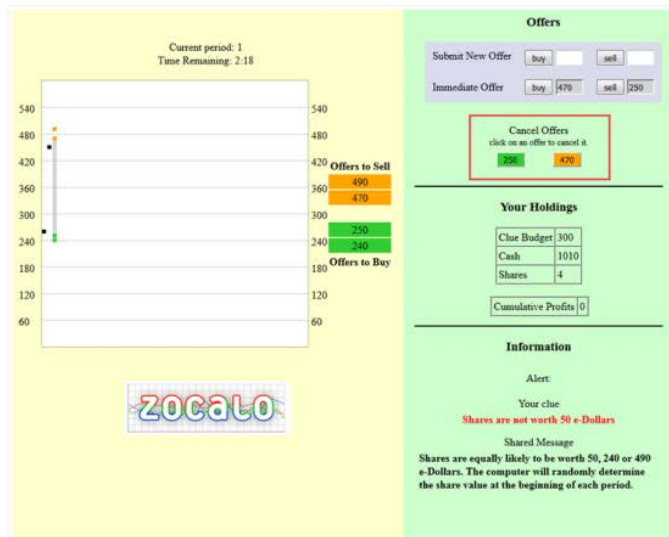 Current period: 1
Time Remaining: 2:18
540
480
420
360
300
240
180
120
60
540
480
420
360
300
240
180
120
60
Offers to Sell
490
470
250
240
Offers to Buy
ZOCALO
Offers
Submit New Offer buy sell
Immediate Offer buy 470 sell 250
Cancel Offers
click on an offer to cancel it.
250 470
Your Holdings
Clue Budget 300
Cash 1010
Shares 4
Cumulative Profits 0
Information
Alert:
Your clue
Shares are not worth 50 e-Dollars
Shared Message
Shares are equally likely to be worth 50, 240 or 490
e-Dollars. The computer will randomly determine
the share value at the beginning of each period.